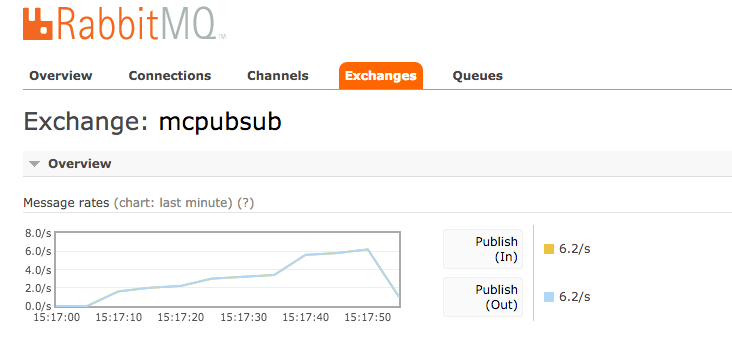 RabbitMQ™
Overview Connections Channels Exchanges Queues
Exchange: mcpubsub
Overview
Message rates (chart: last minute) (?)
8.0/s
6.0/s
4.0/s
2.0/s
0.0/s
15:17:00 15:17:10 15:17:20 15:17:30 15:17:40 15:17:50
Publish
(In)
6.2/s
Publish
(Out)
6.2/s